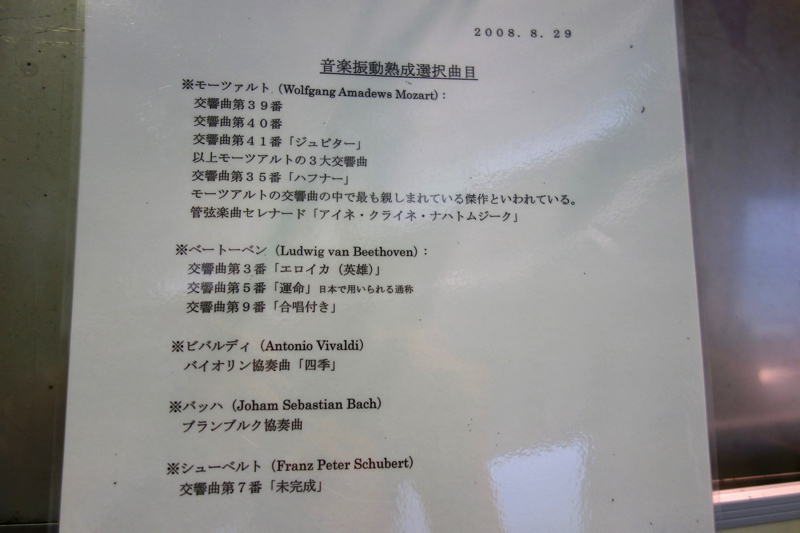 2008.8.29
音楽振動熟成選択曲目
※モーツァルト（Wolfgang Amadews Mozart）：
交響曲第３９番
交響曲第４０番
交響曲第４１番「ジュピター」
以上モーツアルトの３大交響曲
交響曲第３５番「ハフナー」
モーツアルトの交響曲の中で最も親しまれている傑作といわれている。
管弦楽曲セレナード「アイネ・クライネ・ナハトムジーク」
※ベートーベン（Ludwig van Beethoven）：
交響曲第３番「エロイカ（英雄）」
交響曲第５番「運命」日本で用いられる通称
交響曲第９番「合唱付き」
※ビバルディ（Antonio Vivaldi）
バイオリン協奏曲「四季」
※バッハ（Joham Sebastian Bach）
ブランブルク協奏曲
※シューベルト（Franz Peter Schubert）
交響曲第７番「未完成」